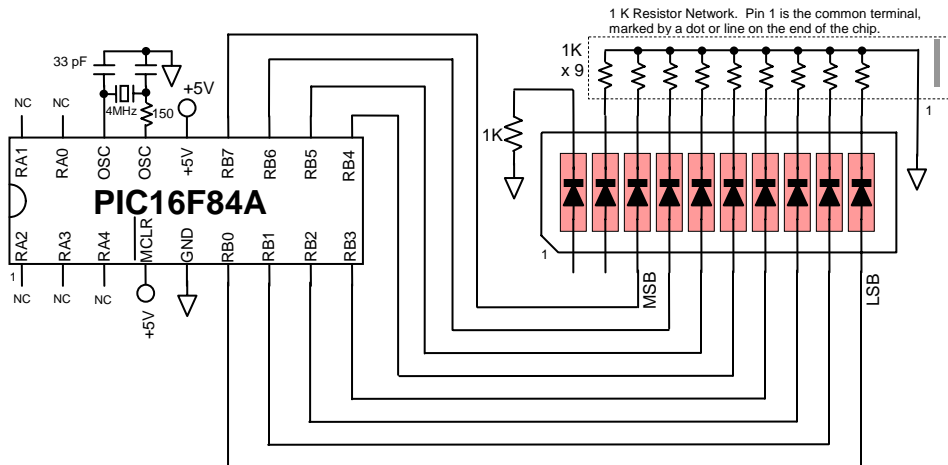 1 K Resistor Network.  Pin 1 is the common terminal,
marked by a dot or line on the end of the chip.
33 pF
+5V
1K
x 9
NC
NC
4MHz
150
1
1K
RA1
RA0
OSC
OSC
+5V
RB7
RB6
RB5
RB4
PIC16F84A
RA2
RA3
RA4
MCLR
GND
RB0
RB1
RB2
RB3
1
1
NC
NC
NC
+5V
MSB
LSB